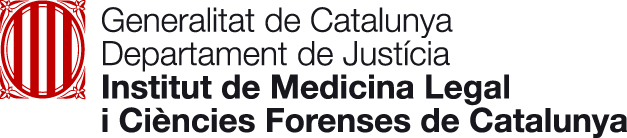 Generalitat de Catalunya
Departament de Justícia
Institut de Medicina Legal
i Ciències Forenses de Catalunya